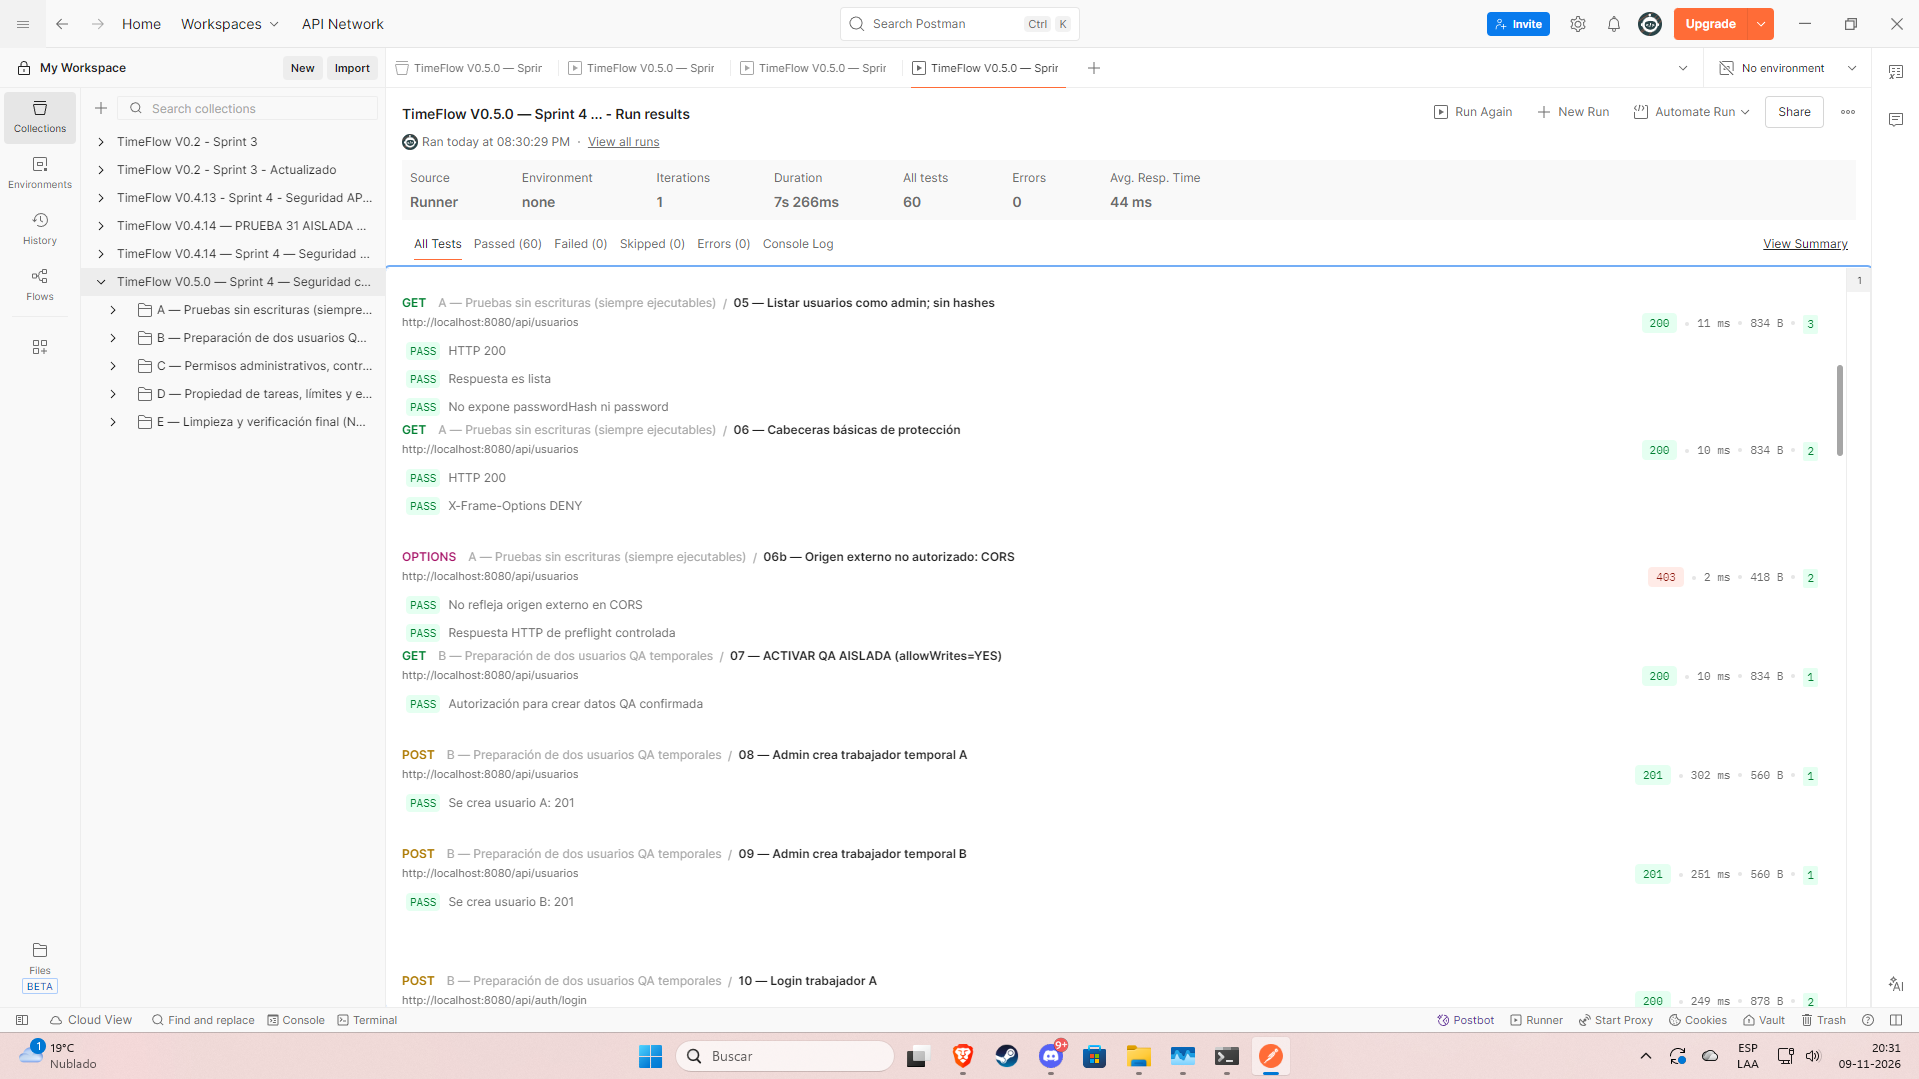 Home
Workspaces
API Network
Search Postman
Ctrl K
Invite
Upgrade
My Workspace
New
Import
TimeFlow V0.5.0 — Sprir
TimeFlow V0.5.0 — Sprir
TimeFlow V0.5.0 — Sprir
TimeFlow V0.5.0 — Sprir
No environment
Collections
Environments
History
Flows
Files
BETA
Search collections
TimeFlow V0.2 - Sprint 3
TimeFlow V0.2 - Sprint 3 - Actualizado
TimeFlow V0.4.13 - Sprint 4 - Seguridad AP...
TimeFlow V0.4.14 — PRUEBA 31 AISLADA ...
TimeFlow V0.4.14 — Sprint 4 — Seguridad ...
TimeFlow V0.5.0 — Sprint 4 — Seguridad c...
A — Pruebas sin escrituras (siempre...
B — Preparación de dos usuarios Q...
C — Permisos administrativos, contr...
D — Propiedad de tareas, límites y e...
E — Limpieza y verificación final (N...
TimeFlow V0.5.0 — Sprint 4 ... - Run results
Run Again
New Run
Automate Run
Share
Ran today at 08:30:29 PM · View all runs
Source Environment Iterations Duration All tests Errors Avg. Resp. Time
Runner none 1 7s 266ms 60 0 44 ms
All Tests Passed (60) Failed (0) Skipped (0) Errors (0) Console Log View Summary
1
GET A — Pruebas sin escrituras (siempre ejecutables) / 05 — Listar usuarios como admin; sin hashes
http://localhost:8080/api/usuarios
200 • 11 ms • 834 B • 3
PASS HTTP 200
PASS Respuesta es lista
PASS No expone passwordHash ni password
GET A — Pruebas sin escrituras (siempre ejecutables) / 06 — Cabeceras básicas de protección
http://localhost:8080/api/usuarios
200 • 10 ms • 834 B • 2
PASS HTTP 200
PASS X-Frame-Options DENY
OPTIONS A — Pruebas sin escrituras (siempre ejecutables) / 06b — Origen externo no autorizado: CORS
http://localhost:8080/api/usuarios
403 • 2 ms • 418 B • 2
PASS No refleja origen externo en CORS
PASS Respuesta HTTP de preflight controlada
GET B — Preparación de dos usuarios QA temporales / 07 — ACTIVAR QA AISLADA (allowWrites=YES)
http://localhost:8080/api/usuarios
200 • 10 ms • 834 B • 1
PASS Autorización para crear datos QA confirmada
POST B — Preparación de dos usuarios QA temporales / 08 — Admin crea trabajador temporal A
http://localhost:8080/api/usuarios
201 • 302 ms • 560 B • 1
PASS Se crea usuario A: 201
POST B — Preparación de dos usuarios QA temporales / 09 — Admin crea trabajador temporal B
http://localhost:8080/api/usuarios
201 • 251 ms • 560 B • 1
PASS Se crea usuario B: 201
POST B — Preparación de dos usuarios QA temporales / 10 — Login trabajador A
http://localhost:8080/api/auth/login
200 • 249 ms • 878 B • 2
AI
Cloud View
Find and replace
Console
Terminal
Postbot
Runner
Start Proxy
Cookies
Vault
Trash
1
19°C
Nublado
Buscar
9+
ESP
LAA
20:31
09-11-2026